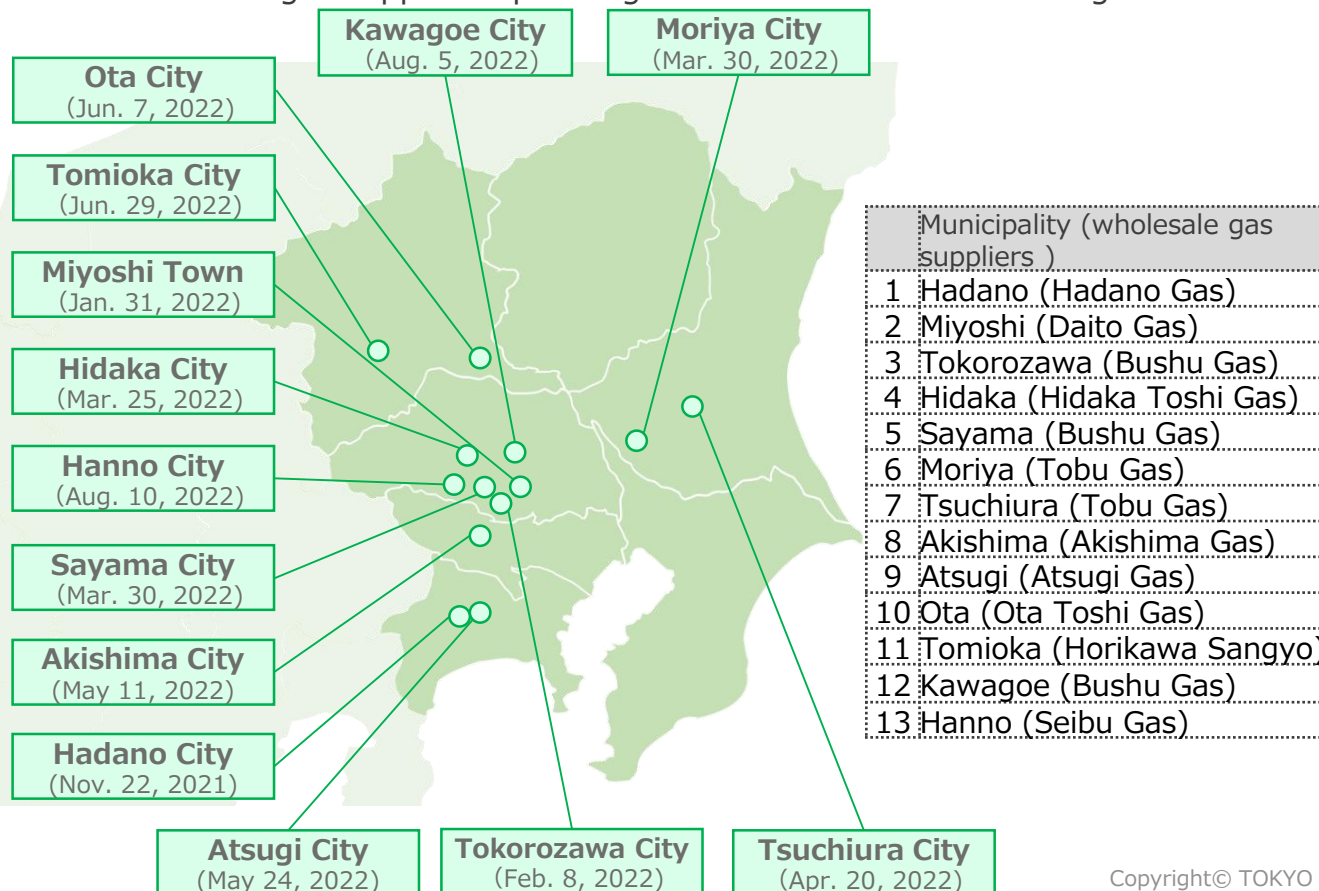 Kawagoe City
(Aug. 5, 2022)
Moriya City
(Mar. 30, 2022)
Ota City
(Jun. 7, 2022)
Tomioka City
(Jun. 29, 2022)
Miyoshi Town
(Jan. 31, 2022)
Hidaka City
(Mar. 25, 2022)
Hanno City
(Aug. 10, 2022)
Sayama City
(Mar. 30, 2022)
Akishima City
(May 11, 2022)
Hadano City
(Nov. 22, 2021)
Atsugi City
(May 24, 2022)
Tokorozawa City
(Feb. 8, 2022)
Tsuchiura City
(Apr. 20, 2022)
Municipality (wholesale gas
suppliers )
1 Hadano (Hadano Gas)
2 Miyoshi (Daito Gas)
3 Tokorozawa (Bushu Gas)
4 Hidaka (Hidaka Toshi Gas)
5 Sayama (Bushu Gas)
6 Moriya (Tobu Gas)
7 Tsuchiura (Tobu Gas)
8 Akishima (Akishima Gas)
9 Atsugi (Atsugi Gas)
10 Ota (Ota Toshi Gas)
11 Tomioka (Horikawa Sangyo)
12 Kawagoe (Bushu Gas)
13 Hanno (Seibu Gas)
Copyright© TOKYO